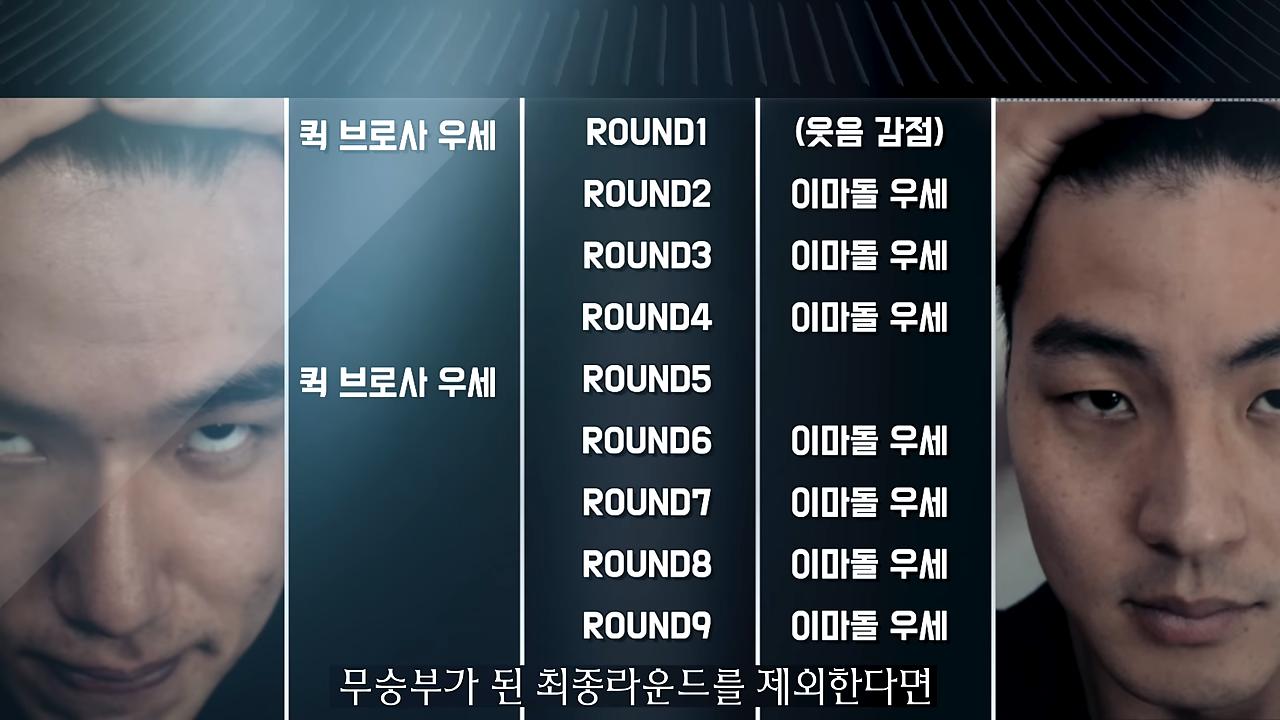 퀵 브로사 우세 ROUND1 (웃음 감점)
ROUND2 이마돌 우세
ROUND3 이마돌 우세
ROUND4 이마돌 우세
퀵 브로사 우세 ROUND5
ROUND6 이마돌 우세
ROUND7 이마돌 우세
ROUND8 이마돌 우세
ROUND9 이마돌 우세
무승부가 된 최종라운드를 제외한다면